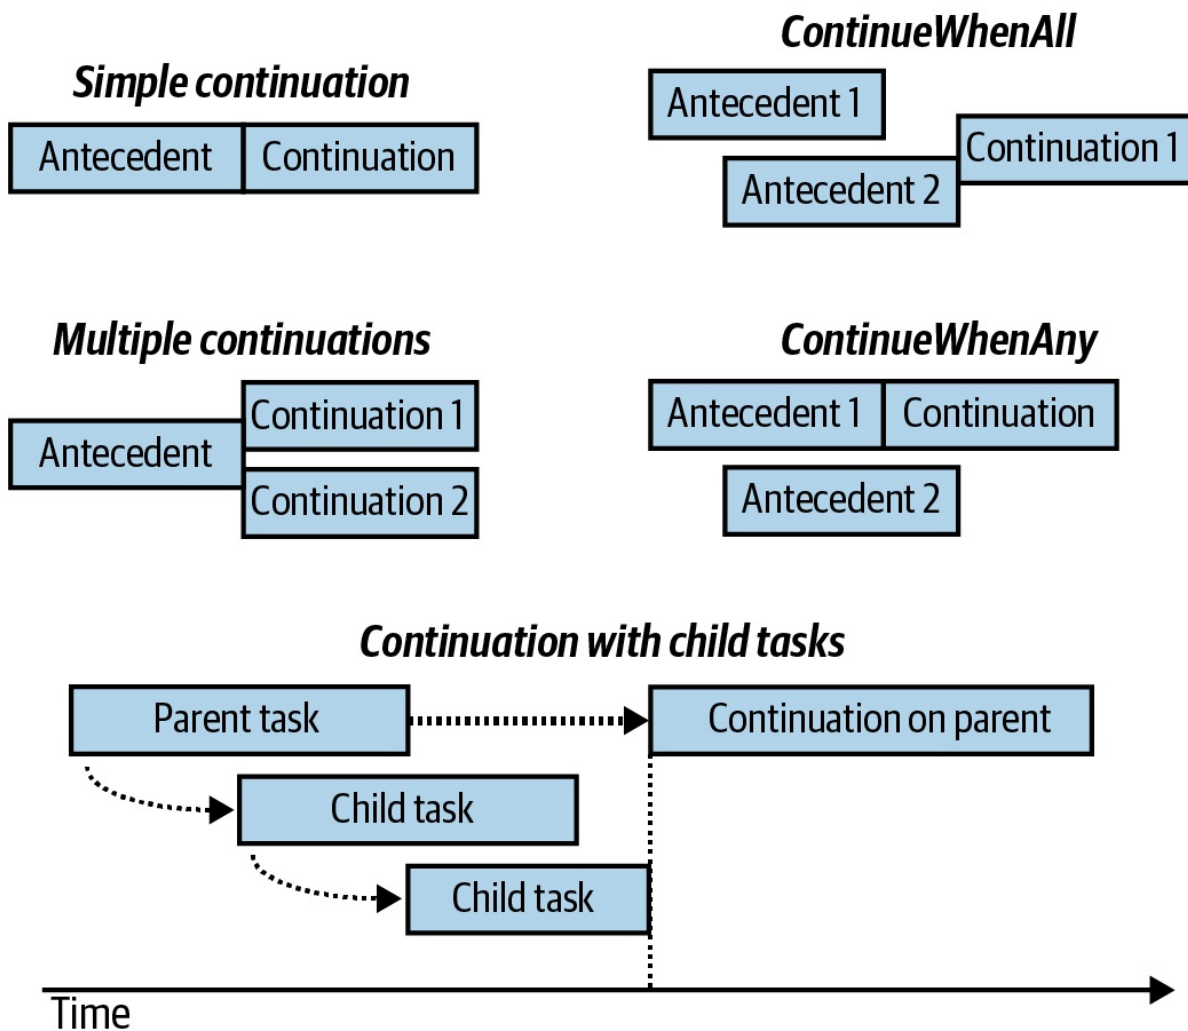 Simple continuation
Antecedent
Continuation
ContinueWhenAll
Antecedent 1
Antecedent 2
Continuation 1
Multiple continuations
Antecedent
Continuation 1
Continuation 2
ContinueWhenAny
Antecedent 1
Continuation
Antecedent 2
Continuation with child tasks
Parent task
Continuation on parent
Child task
Child task
Time